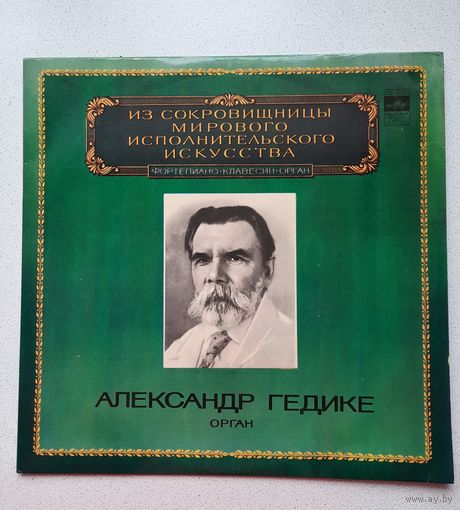 ИЗ СОКРОВИЩНИЦЫ
МИРОВОГО
ИСПОЛНИТЕЛЬСКОГО
ИСКУССТВА
ФОРТЕПИАНО•КЛАВЕСИН•ОРГАН
АЛЕКСАНДР ГЕДИКЕ
ОРГАН
www.ay.by